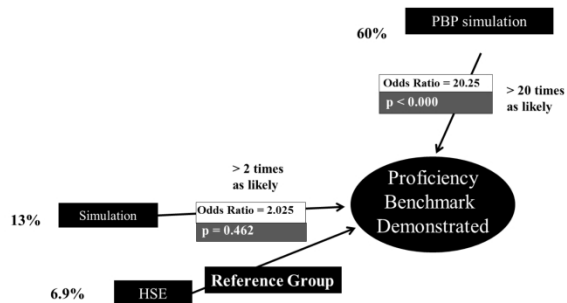 60%
PBP simulation
Odds Ratio = 20.25
p < 0.000
> 20 times
as likely
> 2 times
as likely
Proficiency
Benchmark
Demonstrated
13%
Simulation
Odds Ratio = 2.025
p = 0.462
Reference Group
6.9%
HSE